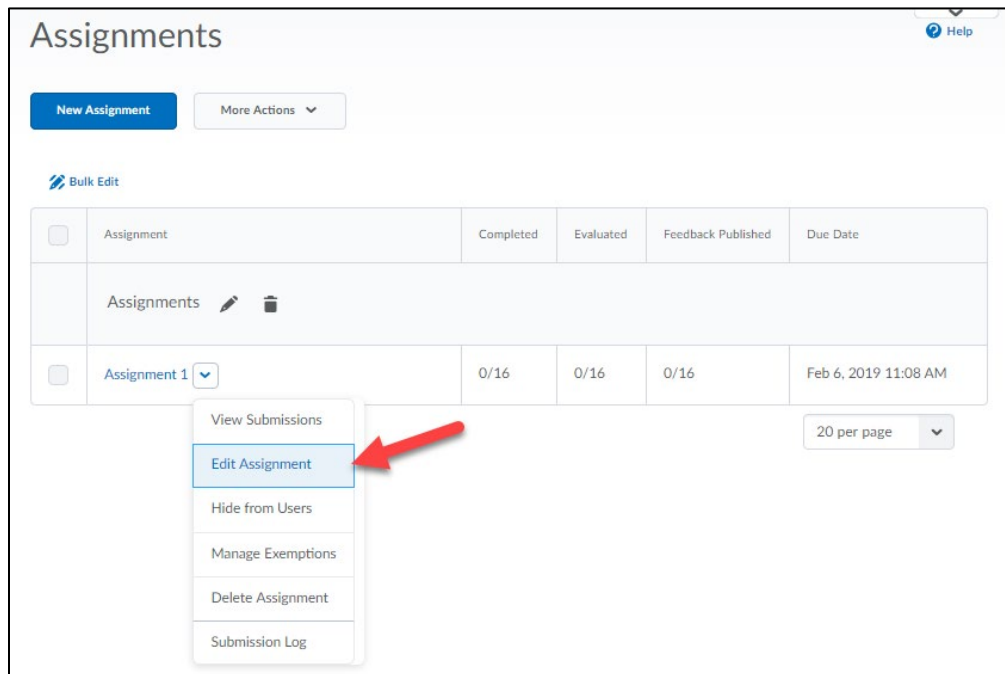 Assignments
Help
New Assignment
More Actions
Bulk Edit
Assignment Completed Evaluated Feedback Published Due Date
Assignments
Assignment 1 0/16 0/16 0/16 Feb 6, 2019 11:08 AM
20 per page
View Submissions
Edit Assignment
Hide from Users
Manage Exemptions
Delete Assignment
Submission Log